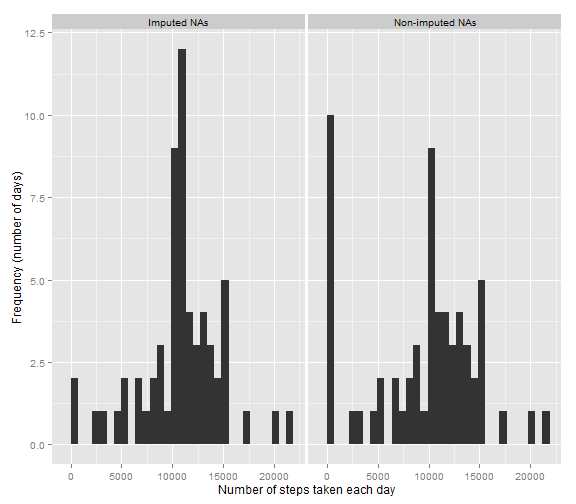 Imputed NAs
Non-imputed NAs
12.5
10.0
7.5
5.0
2.5
0.0
Frequency (number of days)
0 5000 10000 15000 20000
0 5000 10000 15000 20000
Number of steps taken each day